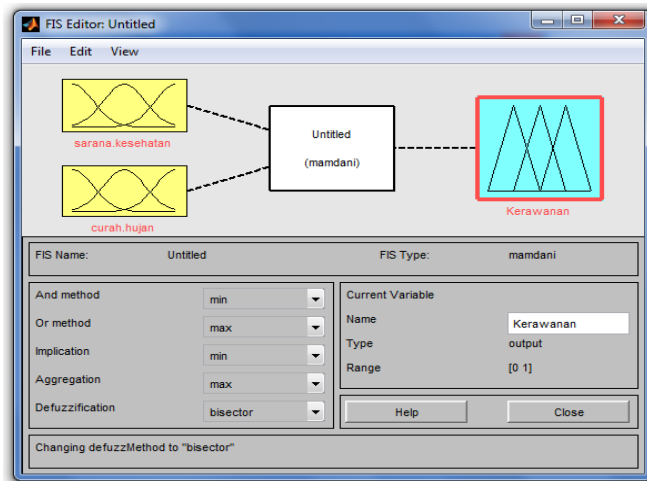 FIS Editor: Untitled
File Edit View
sarana.kesehatan
curah.hujan
Untitled
(mamdani)
Kerawanan
FIS Name: Untitled FIS Type: mamdani
And method min
Or method max
Implication min
Aggregation max
Defuzzification bisector
Current Variable
Name Kerawanan
Type output
Range [0 1]
Help Close
Changing defuzzMethod to "bisector"